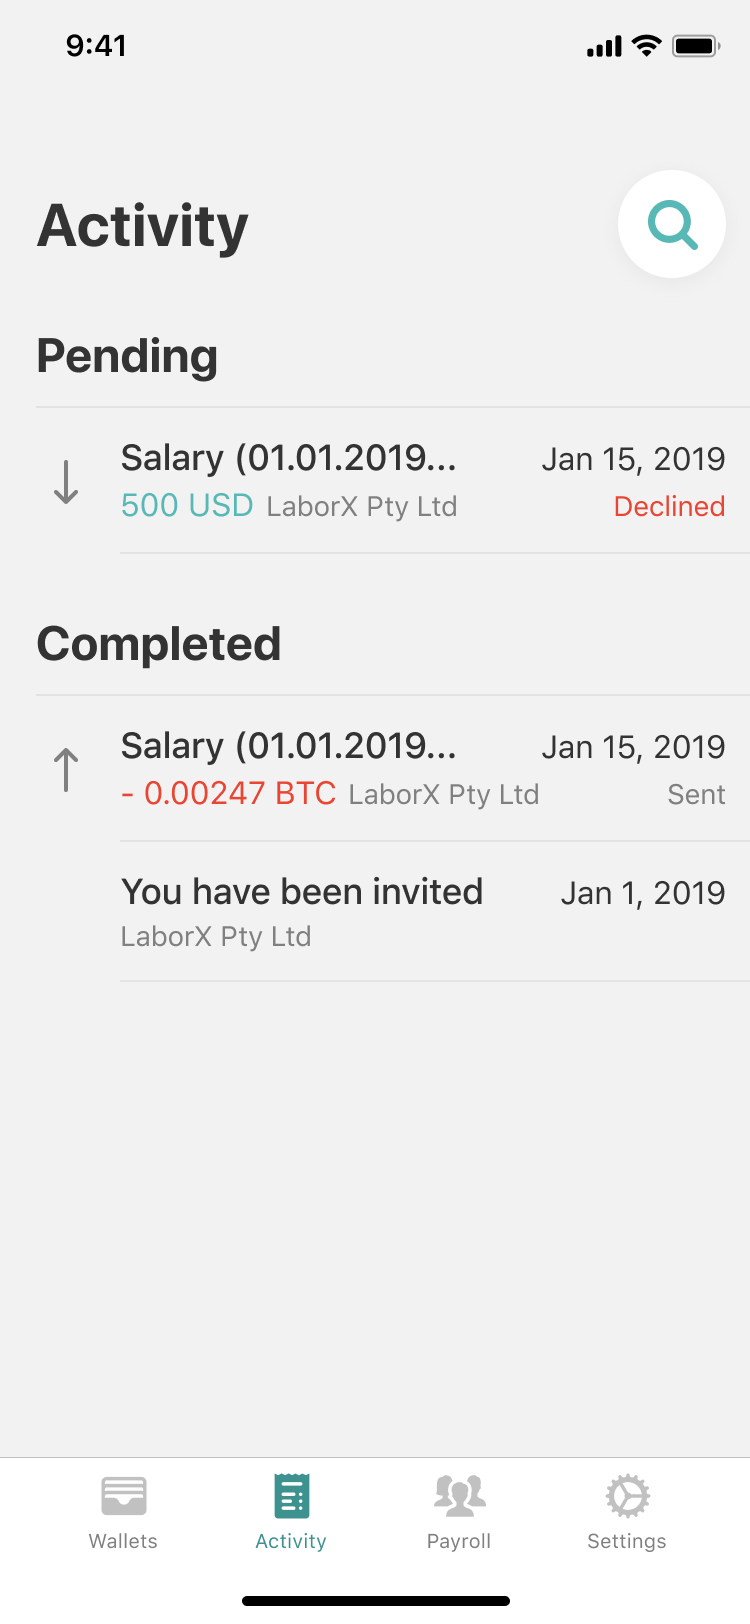 9:41
Activity
Pending
Salary (01.01.2019... Jan 15, 2019
500 USD LaborX Pty Ltd Declined
Completed
Salary (01.01.2019... Jan 15, 2019
- 0.00247 BTC LaborX Pty Ltd Sent
You have been invited Jan 1, 2019
LaborX Pty Ltd
Wallets Activity Payroll Settings